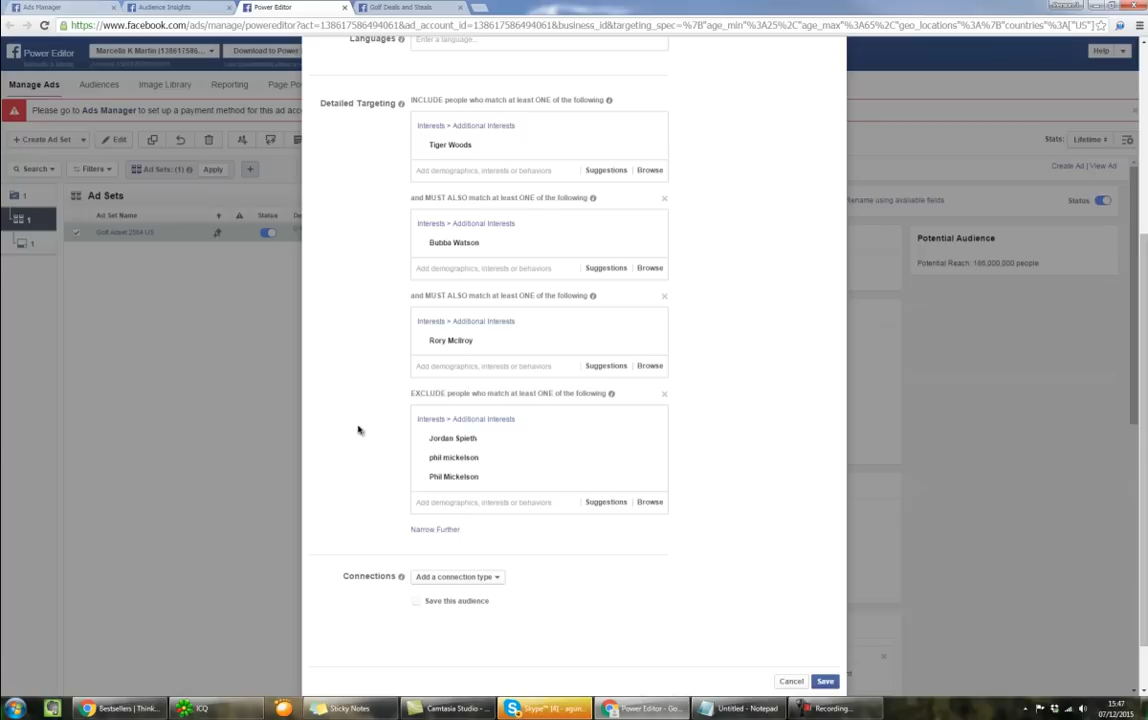 Ads Manager
Audience Insights
Power Editor
Golf Deals and Steals
https://www.facebook.com/ads/manage/powereditor?act=138617586494061&ad_account_id=138617586494061&business_id&targeting_spec=%7B"age_min"%3A25%2C"age_max"%3A65%2C"geo_locations"%3A%7B"countries"%3A["US"]
Power Editor
Marcella K Martin (138617586...
Download to Power
Help
Languages
Enter a language...
Manage Ads
Audiences
Image Library
Reporting
Page Po
Please go to Ads Manager to set up a payment method for this ad acco
Detailed Targeting
INCLUDE people who match at least ONE of the following
Interests > Additional Interests
Tiger Woods
Add demographics, interests or behaviors
Suggestions
Browse
+ Create Ad Set
Edit
Stats:
Lifetime
Search
Filters
Ad Sets: (1)
Apply
Create Ad | View All
and MUST ALSO match at least ONE of the following
Interests > Additional Interests
Bubba Watson
Add demographics, interests or behaviors
Suggestions
Browse
1
Ad Sets
Ad Set Name
Status
1
Golf Adset 2564 US
1
name using available fields
Status
Potential Audience
Potential Reach: 166,000,000 people
and MUST ALSO match at least ONE of the following
Interests > Additional Interests
Rory McIlroy
Add demographics, interests or behaviors
Suggestions
Browse
EXCLUDE people who match at least ONE of the following
Interests > Additional Interests
Jordan Spieth
phil mickelson
Phil Mickelson
Add demographics, interests or behaviors
Suggestions
Browse
Narrow Further
Connections
Add a connection type
Save this audience
Cancel
Save
Bestsellers | Think...
ICQ
Sticky Notes
Camtasia Studio - ...
Skype™ [4] - agun...
Power Editor - Go...
Untitled - Notepad
Recording...
15:47
07/12/2015